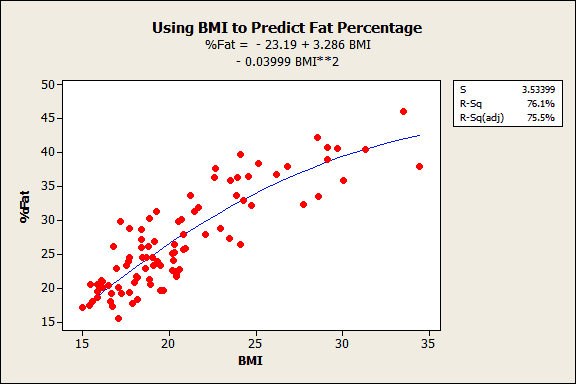 Using BMI to Predict Fat Percentage
%Fat = - 23.19 + 3.286 BMI
- 0.03999 BMI**2
S 3.53399
R-Sq 76.1%
R-Sq(adj) 75.5%
%Fat
50
45
40
35
30
25
20
15
15 20 25 30 35
BMI